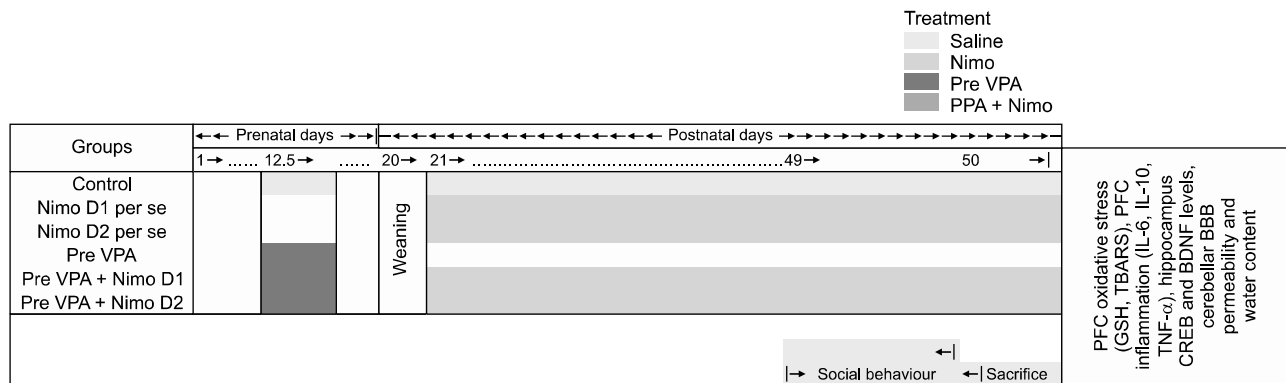 Treatment
Saline
Nimo
Pre VPA
PPA + Nimo
Groups
Prenatal days
Postnatal days
1→ ...... 12.5→ ...... 20→ 21→ ...... 49→ 50 →|
Control
Nimo D1 per se
Nimo D2 per se
Pre VPA
Pre VPA + Nimo D1
Pre VPA + Nimo D2
Weaning
PFC oxidative stress
(GSH, TBARS), PFC
inflammation (IL-6, IL-10,
TNF-α), hippocampus
CREB and BDNF levels,
cerebellar BBB
permeability and
water content
←|
|→ Social behaviour ←| Sacrifice